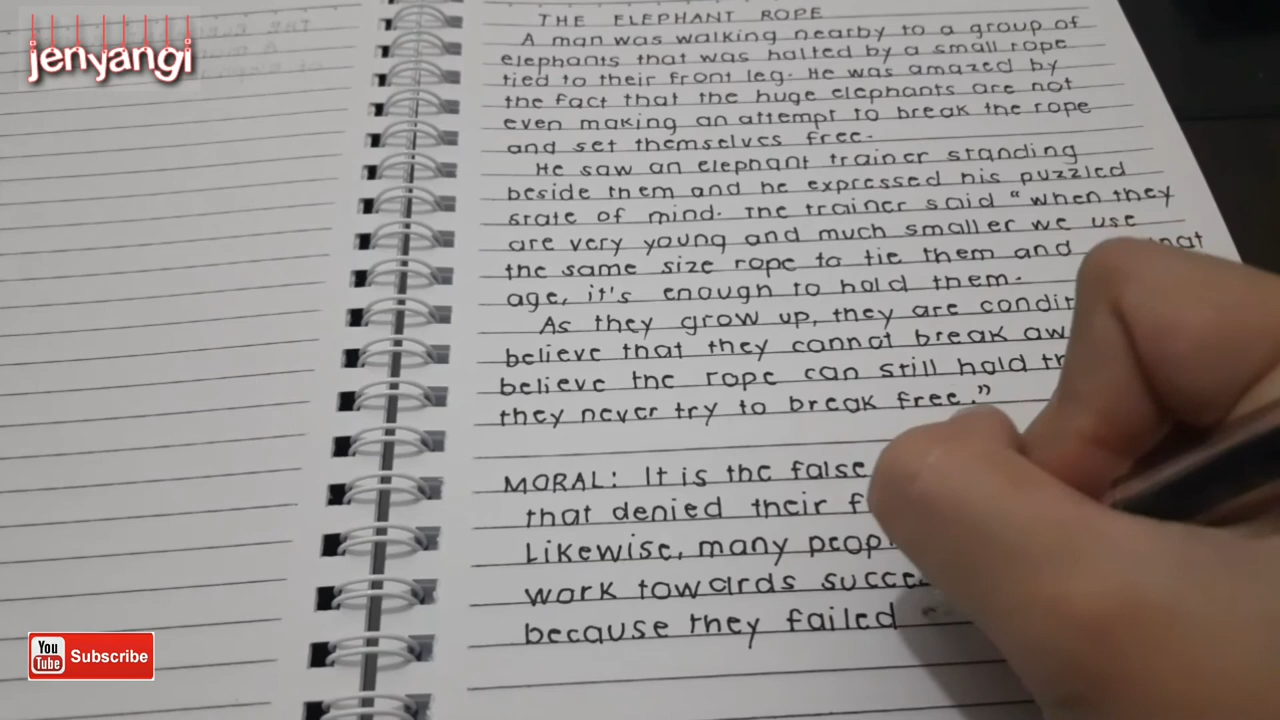 jenyangi
THE ELEPHANT ROPE
A man was walking nearby to a group of
elephants that was halted by a small rope
tied to their front leg. He was amazed by
the fact that the huge elephants are not
even making an attempt to break the rope
and set themselves free.
He saw an elephant trainer standing
beside them and he expressed his puzzled
state of mind. The trainer said "when they
are very young and much smaller we use
the same size rope to tie them and
age, it's enough to hold them.
As they grow up, they are
believe that they cannot break
believe the rope can still hold
they never try to break free."
MORAL: It is the false
that denied their
Likewise, many
work towards
because they failed
You
Tube
Subscribe